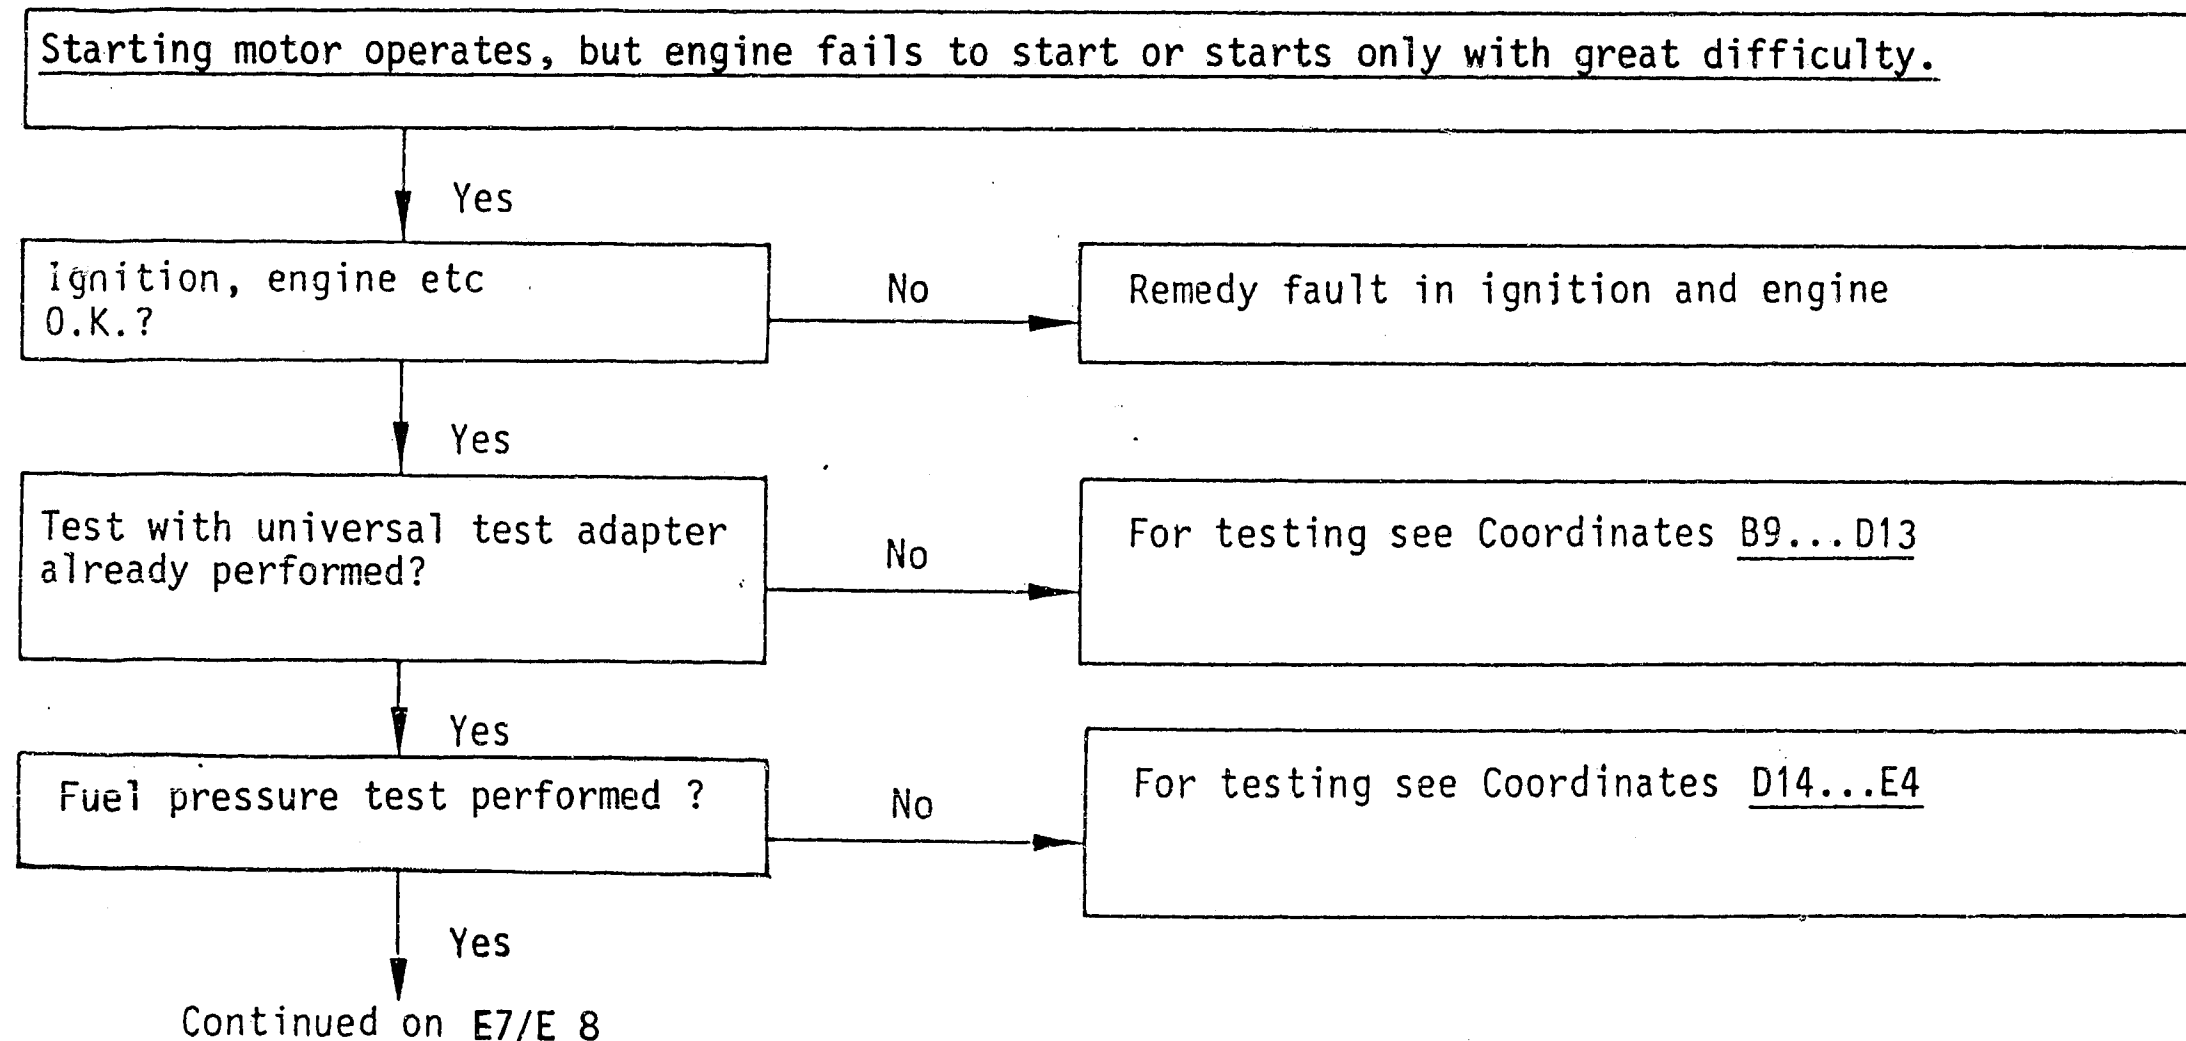 Starting motor operates, but engine fails to start or starts only with great difficulty.
Yes
Ignition, engine etc
O.K.?
No
Remedy fault in ignition and engine
Yes
Test with universal test adapter
already performed?
No
For testing see Coordinates B9...D13
Yes
Fuel pressure test performed ?
No
For testing see Coordinates D14...E4
Yes
Continued on E7/E 8